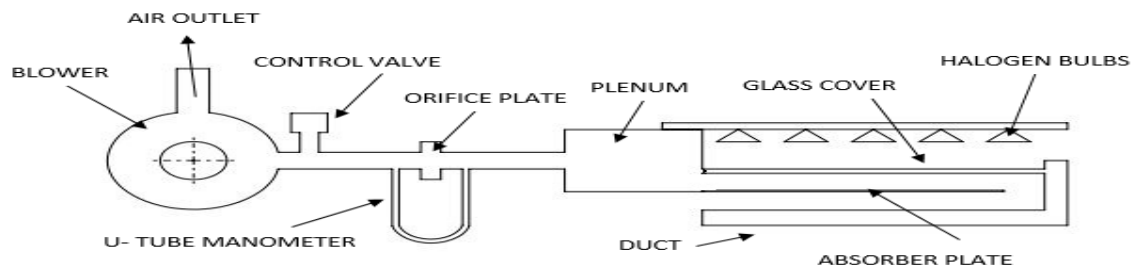 AIR OUTLET
BLOWER
CONTROL VALVE
ORIFICE PLATE
PLENUM
GLASS COVER
HALOGEN BULBS
U- TUBE MANOMETER
DUCT
ABSORBER PLATE